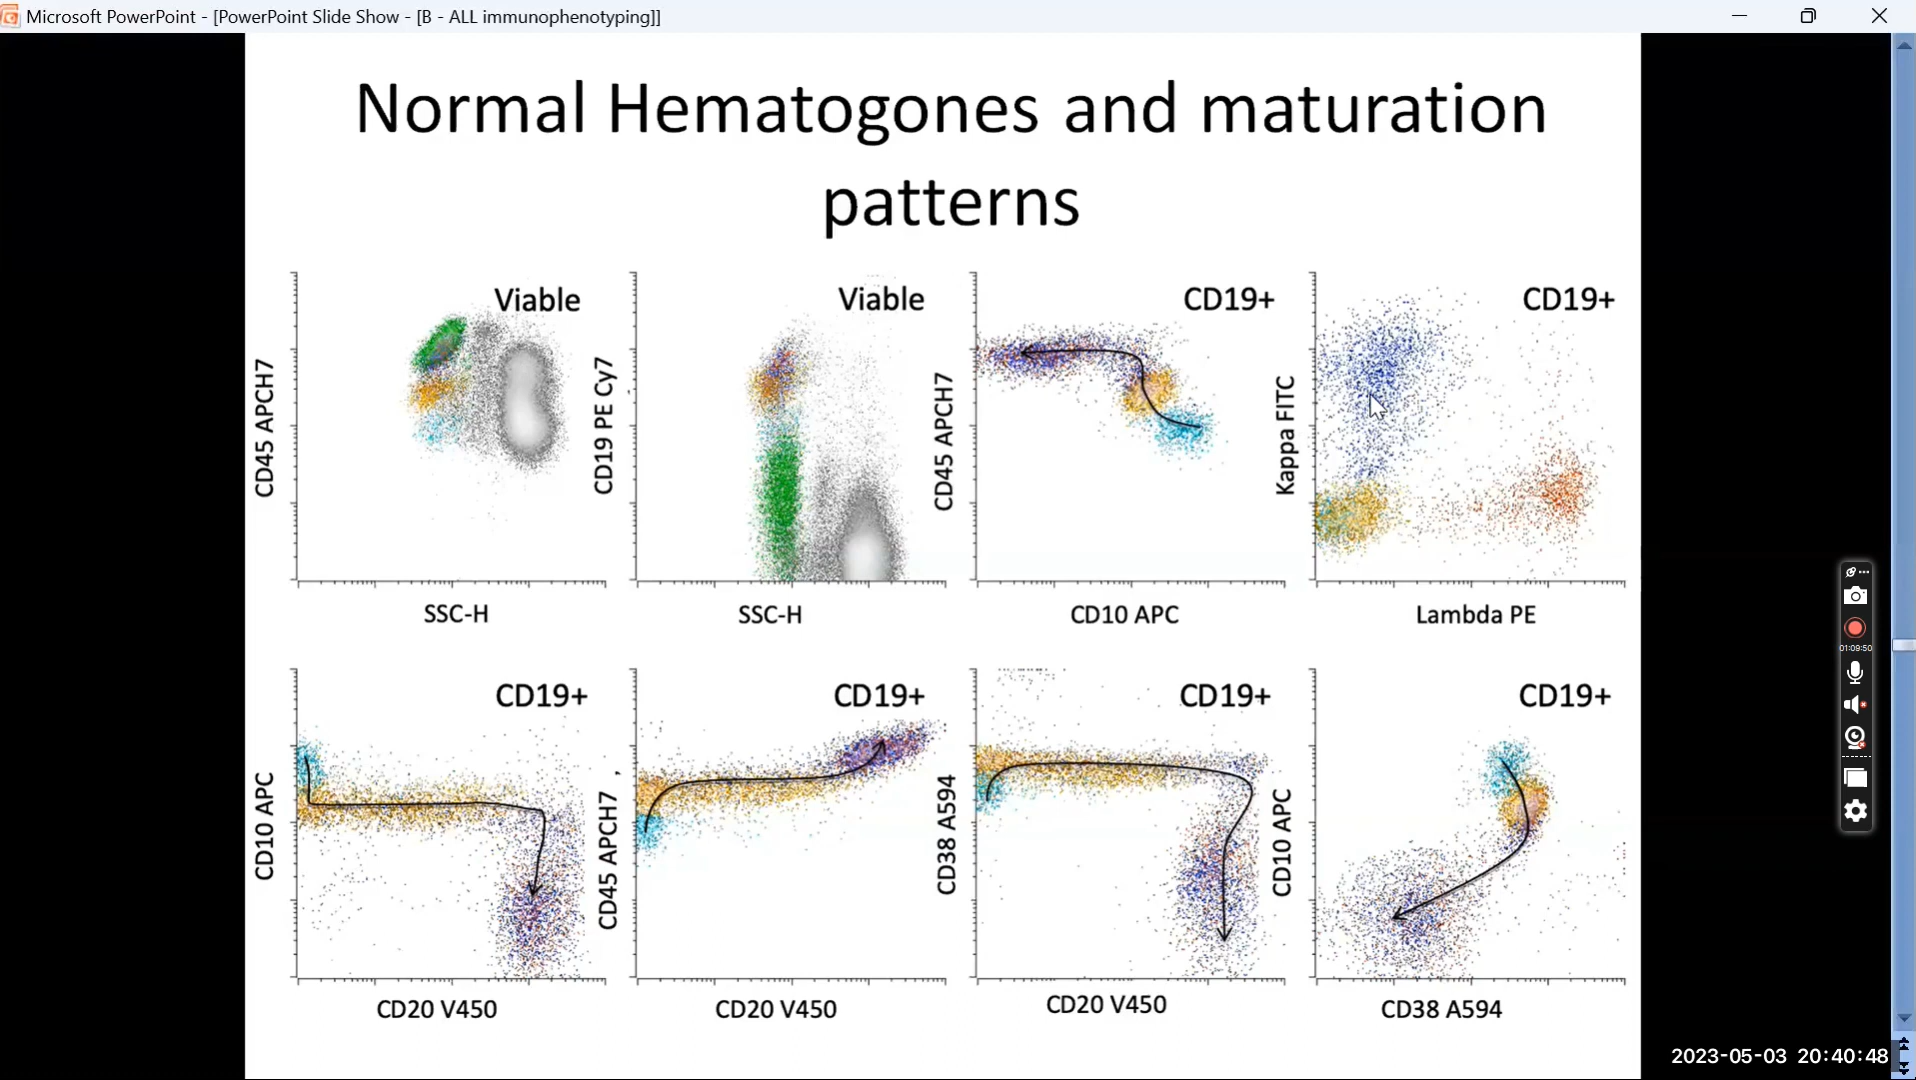 Microsoft PowerPoint - [PowerPoint Slide Show - [B - ALL immunophenotyping]]
Normal Hematogones and maturation
patterns
Viable
CD45 APCH7
SSC-H
Viable
CD19 PE Cy7
SSC-H
CD19+
CD45 APCH7
CD10 APC
CD19+
Kappa FITC
Lambda PE
CD19+
CD10 APC
CD20 V450
CD19+
CD45 APCH7 ,
CD20 V450
CD19+
CD38 A594
CD20 V450
CD19+
CD10 APC
CD38 A594
01:09:50
2023-05-03 20:40:48